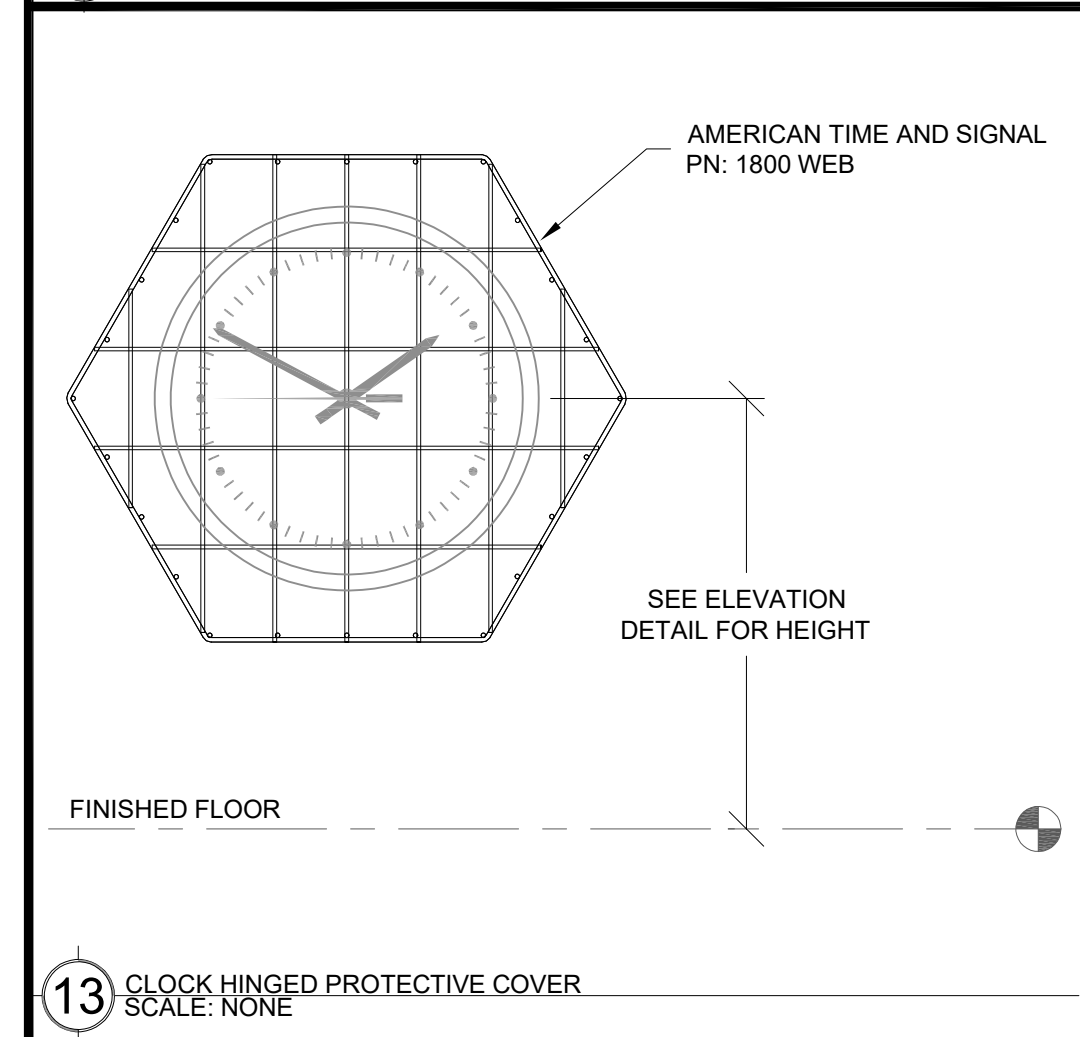 AMERICAN TIME AND SIGNAL
PN: 1800 WEB
SEE ELEVATION
DETAIL FOR HEIGHT
FINISHED FLOOR
13
CLOCK HINGED PROTECTIVE COVER
SCALE: NONE